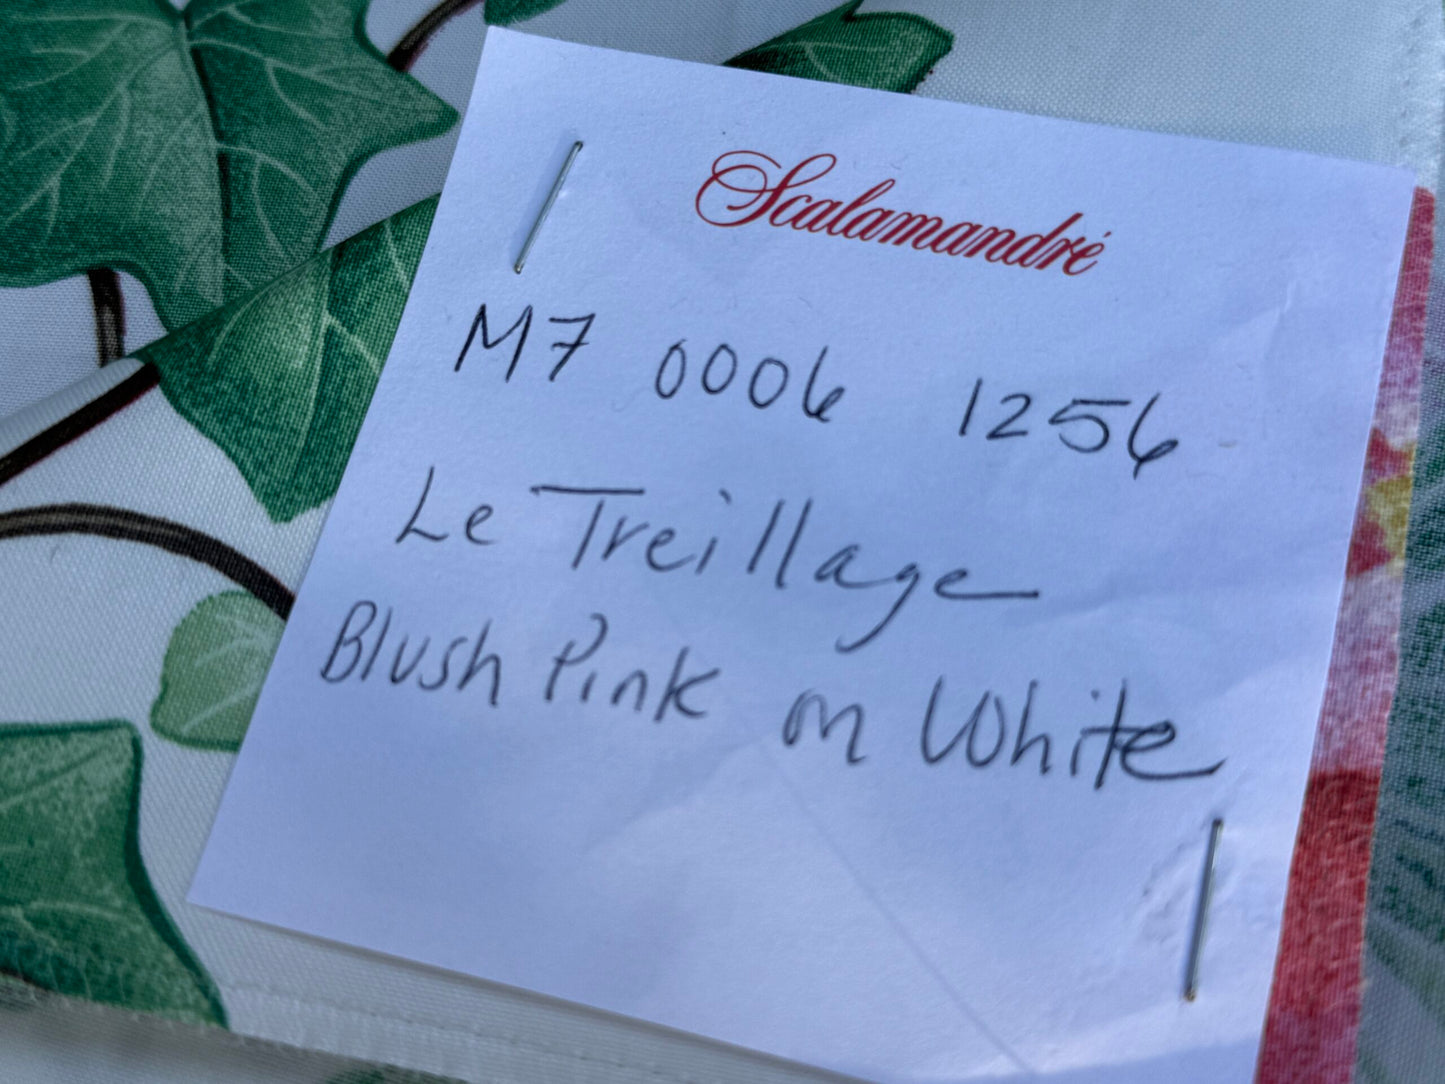 Scalamandré
M7 0006 1256
Le Treillage
Blush Pink on White